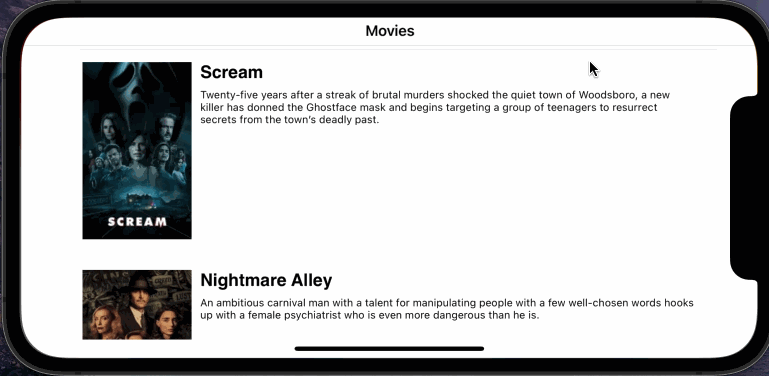 Movies
Scream
Twenty-five years after a streak of brutal murders shocked the quiet town of Woodsboro, a new
killer has donned the Ghostface mask and begins targeting a group of teenagers to resurrect
secrets from the town’s deadly past.
SCREAM
Nightmare Alley
An ambitious carnival man with a talent for manipulating people with a few well-chosen words hooks
up with a female psychiatrist who is even more dangerous than he is.